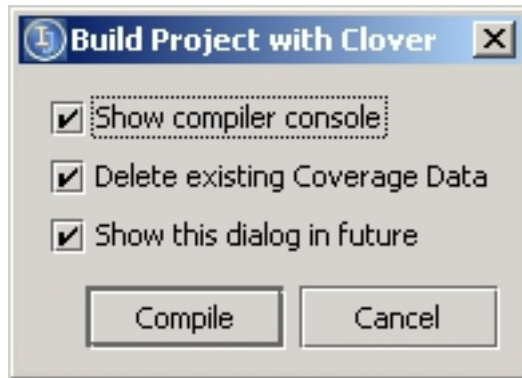 Build Project with Clover
Show compiler console
Delete existing Coverage Data
Show this dialog in future
Compile Cancel